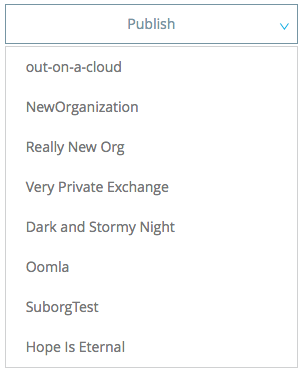 Publish
out-on-a-cloud
NewOrganization
Really New Org
Very Private Exchange
Dark and Stormy Night
Oomla
SuborgTest
Hope Is Eternal